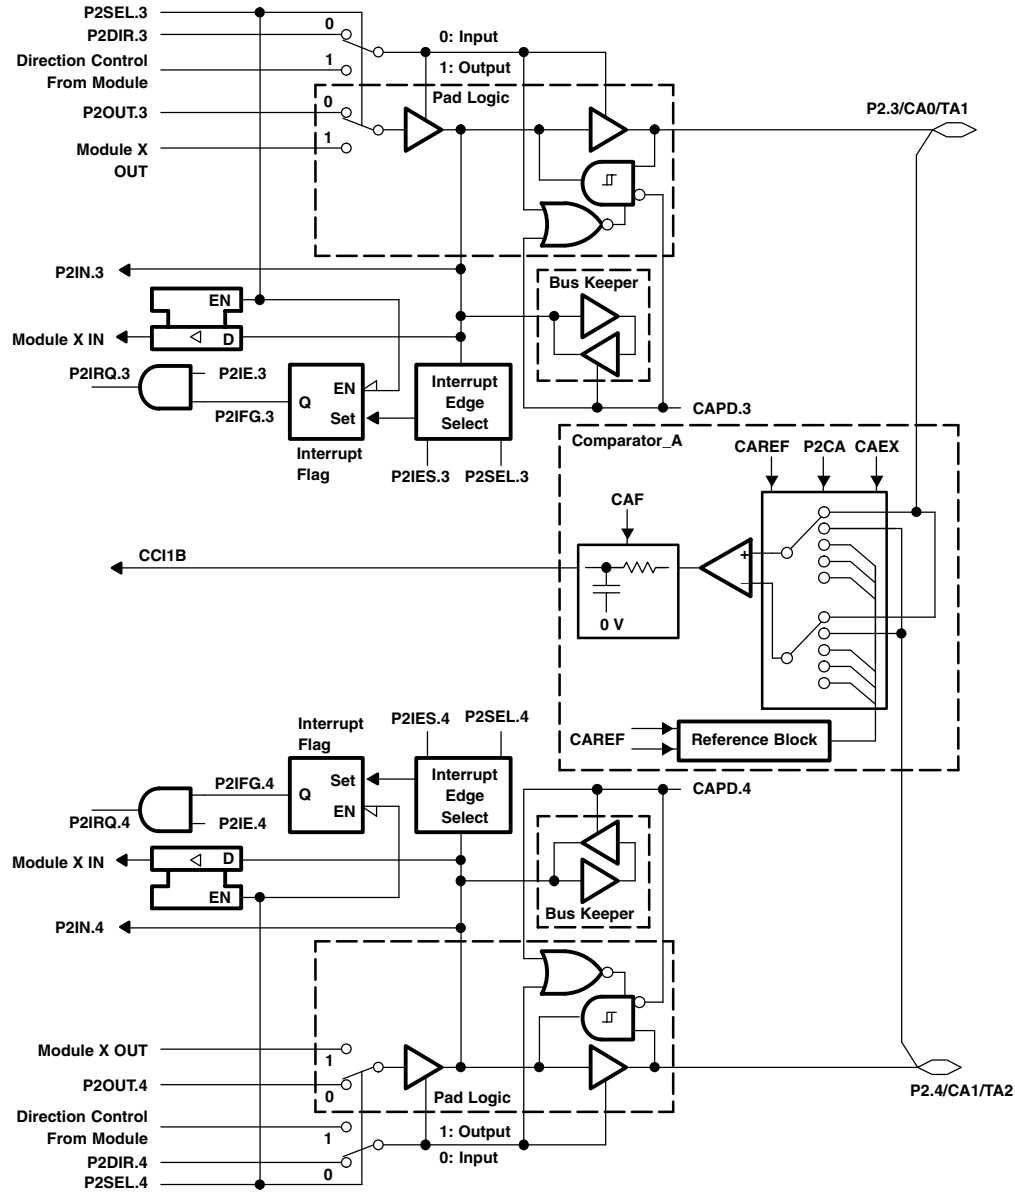 P2SEL.3
P2DIR.3
0
0: Input
Direction Control
From Module
1
1: Output
Pad Logic
P2OUT.3
0
P2.3/CA0/TA1
Module X
OUT
1
P2IN.3
Bus Keeper
EN
Module X IN
D
P2IRQ.3
P2IE.3
P2IFG.3
Q
EN
Set
Interrupt
Edge
Select
Interrupt
Flag
P2IES.3
P2SEL.3
CAPD.3
Comparator_A
CAREF
P2CA
CAEX
CAF
CCI1B
+
–
0 V
CAREF
Reference Block
Interrupt
Flag
P2IES.4
P2SEL.4
P2IFG.4
Q
Set
EN
Interrupt
Edge
Select
CAPD.4
P2IRQ.4
P2IE.4
Module X IN
D
EN
Bus Keeper
P2IN.4
Module X OUT
1
P2OUT.4
0
Pad Logic
P2.4/CA1/TA2
Direction Control
From Module
1
1: Output
0: Input
P2DIR.4
0
P2SEL.4